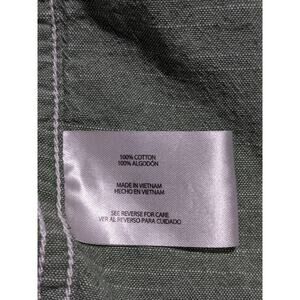 100% COTTON
100% ALGODÓN
MADE IN VIETNAM
HECHO EN VIETNAM
SEE REVERSE FOR CARE
VER AL REVERSO PARA CUIDADO